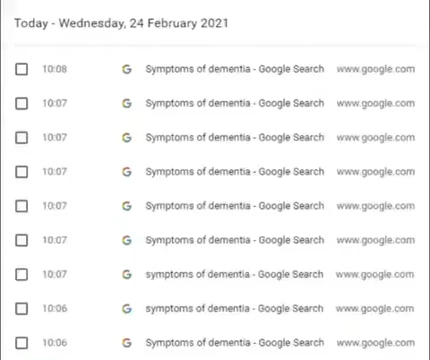 Today - Wednesday, 24 February 2021
10:08 G Symptoms of dementia - Google Search www.google.com
10:07 G Symptoms of dementia - Google Search www.google.com
10:07 G Symptoms of dementia - Google Search www.google.com
10:07 G Symptoms of dementia - Google Search www.google.com
10:07 G Symptoms of dementia - Google Search www.google.com
10:07 G Symptoms of dementia - Google Search www.google.com
10:07 G symptoms of dementia - Google Search www.google.com
10:06 G symptoms of dementia - Google Search www.google.com
10:06 G Symptoms of dementia - Google Search www.google.com